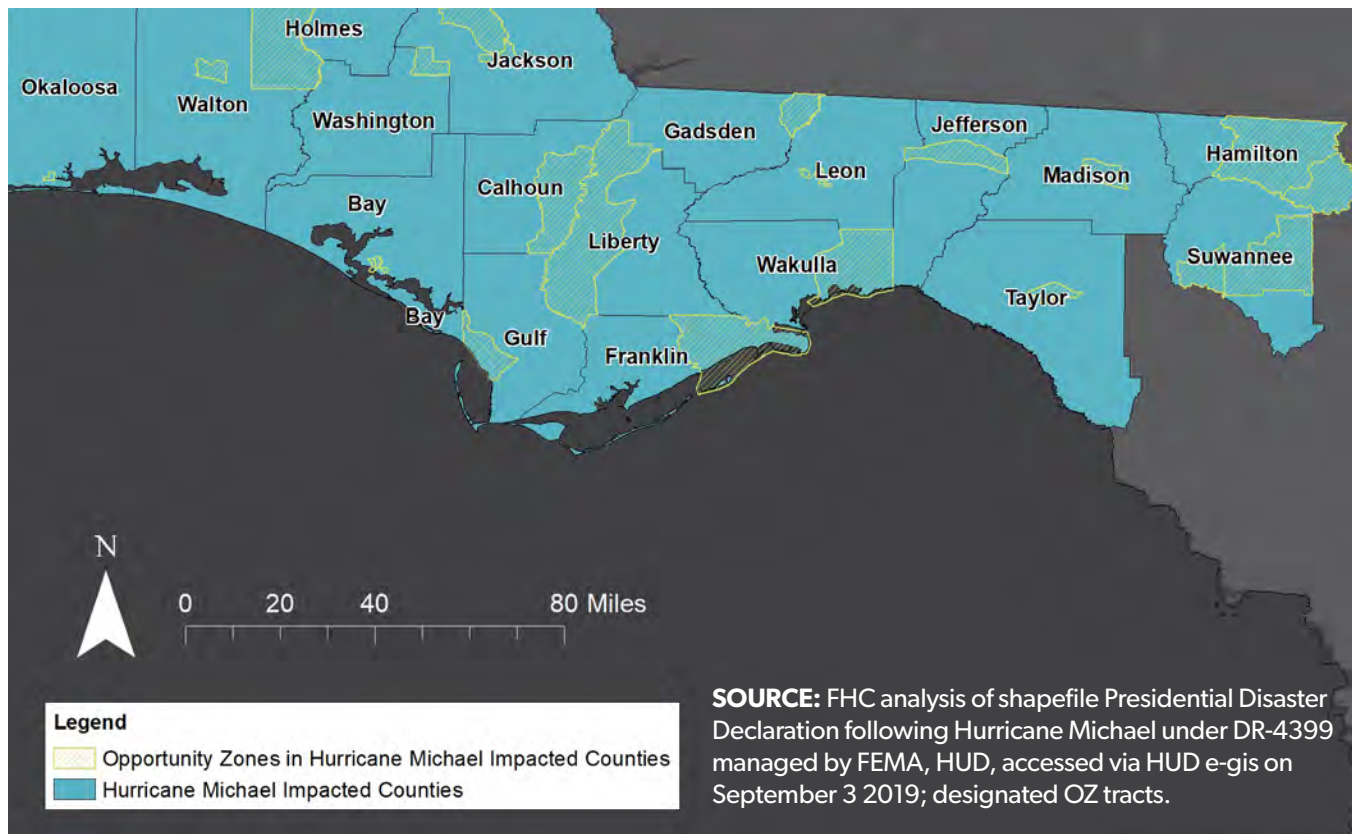 Holmes
Jackson
Okaloosa
Walton
Washington
Gadsden
Jefferson
Hamilton
Leon
Madison
Calhoun
Bay
Liberty
Wakulla
Suwannee
Taylor
Bay
Gulf
Franklin
N
0 20 40 80 Miles
Legend
Opportunity Zones in Hurricane Michael Impacted Counties
Hurricane Michael Impacted Counties
SOURCE: FHC analysis of shapefile Presidential Disaster
Declaration following Hurricane Michael under DR-4399
managed by FEMA, HUD, accessed via HUD e-gis on
September 3 2019; designated OZ tracts.